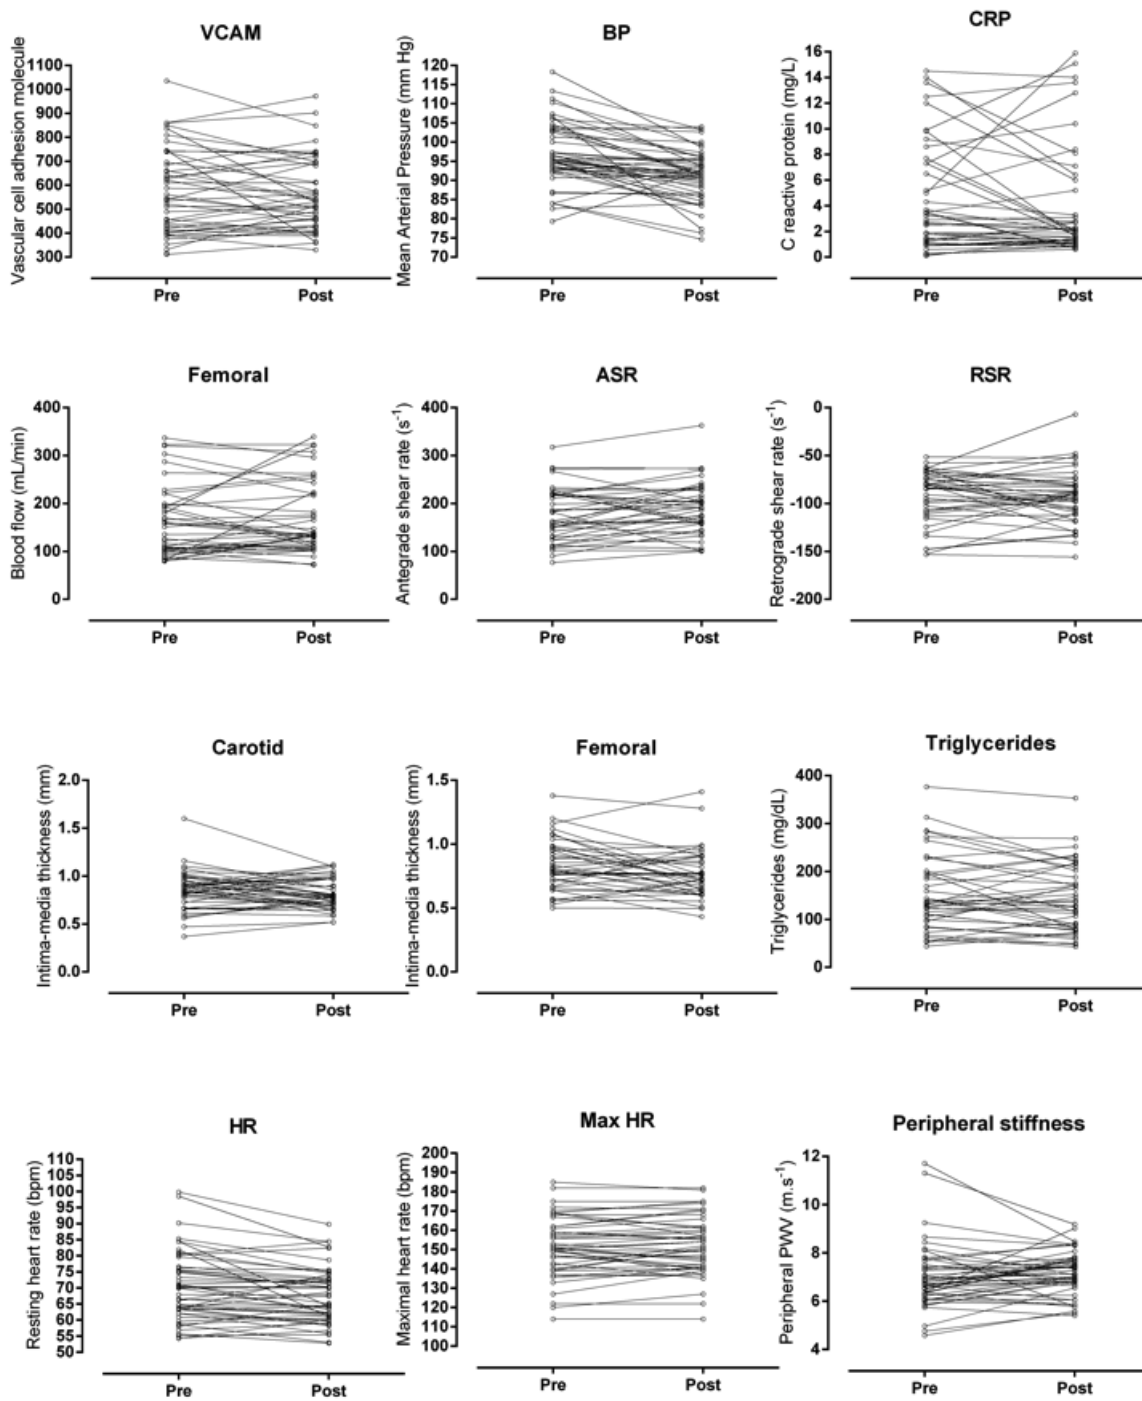 VCAM
Vascular cell adhesion molecule
1100
1000
900
800
700
600
500
400
300
Pre
Post
BP
Mean Arterial Pressure (mm Hg)
120
115
110
105
100
95
90
85
80
75
70
Pre
Post
CRP
C reactive protein (mg/L)
16
14
12
10
8
6
4
2
0
Pre
Post
Femoral
Blood flow (mL/min)
400
300
200
100
0
Pre
Post
ASR
Antegrade shear rate (s-1)
400
300
200
100
0
Pre
Post
RSR
Retrograde shear rate (s-1)
0
-50
-100
-150
-200
Pre
Post
Carotid
Intima-media thickness (mm)
2.0
1.5
1.0
0.5
0.0
Pre
Post
Femoral
Intima-media thickness (mm)
1.5
1.0
0.5
0.0
Pre
Post
Triglycerides
Triglycerides (mg/dL)
400
300
200
100
0
Pre
Post
HR
Resting heart rate (bpm)
110
100
95
90
85
80
75
70
65
60
55
50
Pre
Post
Max HR
Maximal heart rate (bpm)
200
190
180
170
160
150
140
130
120
110
100
Pre
Post
Peripheral stiffness
Peripheral PWV (m.s-1)
12
10
8
6
4
Pre
Post